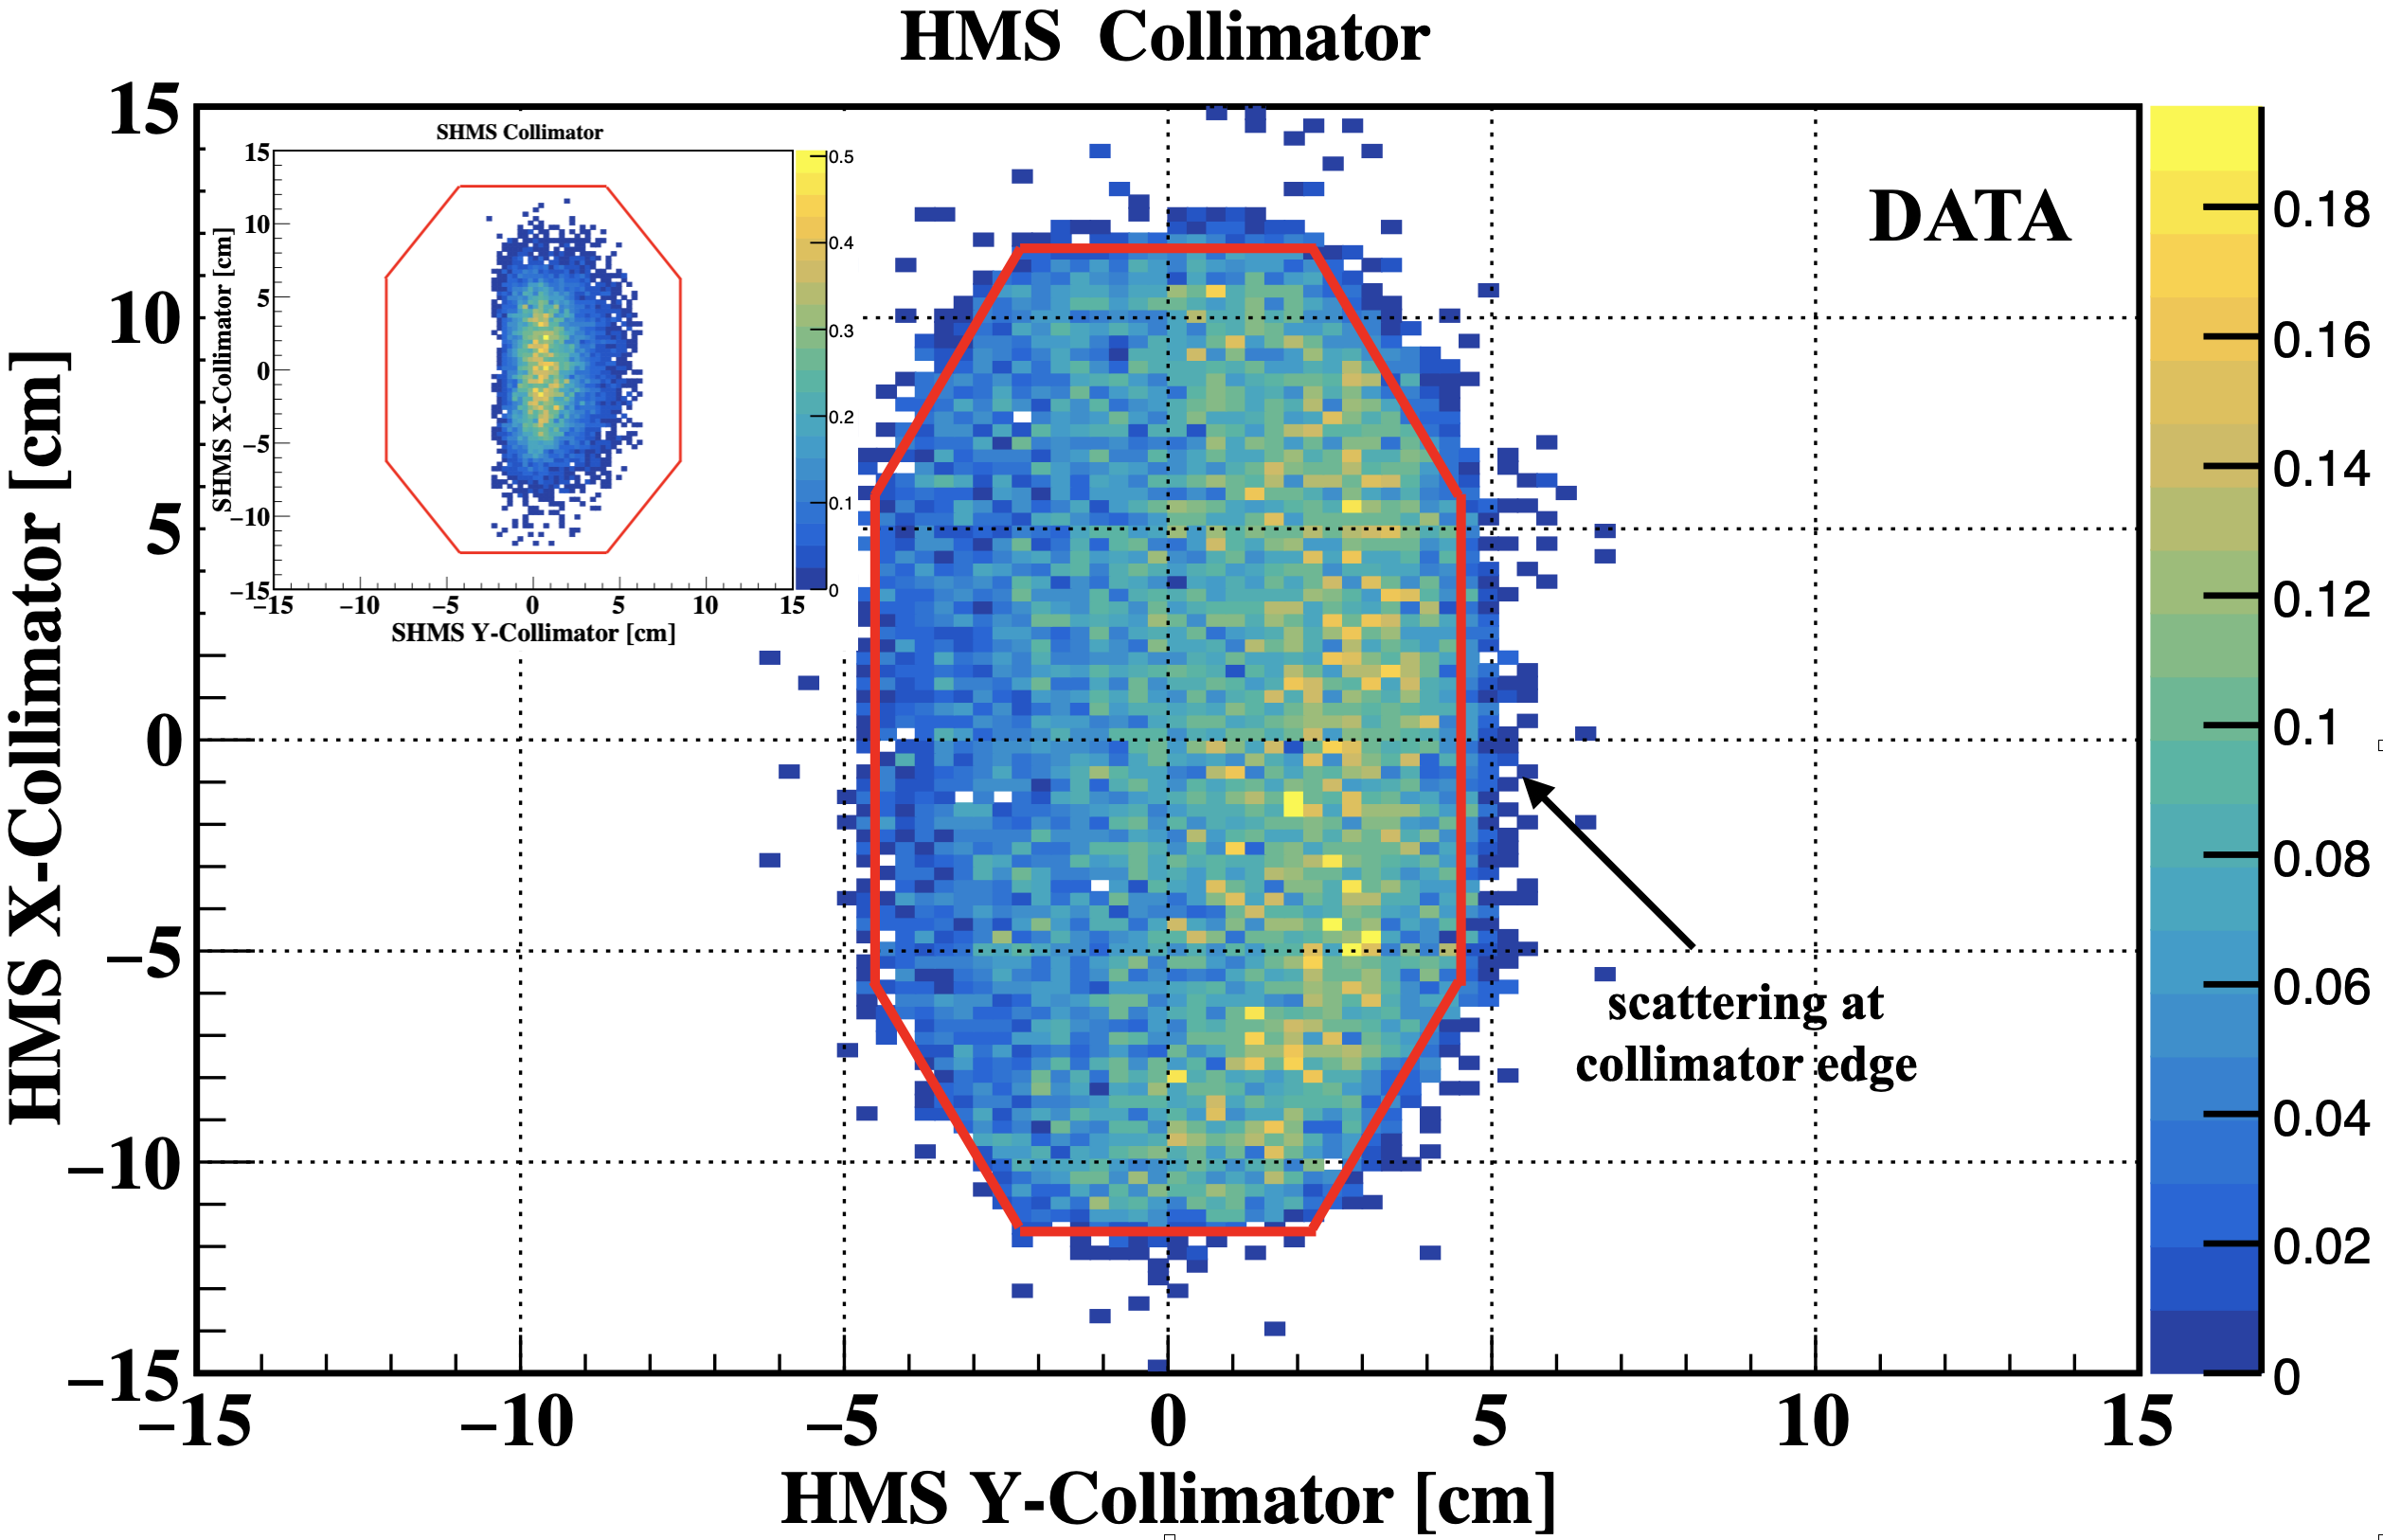 HMS Collimator
15
10
5
0
−5
−10
−15
HMS X-Collimator [cm]
SHMS Collimator
15
10
5
0
−5
−10
−15
SHMS X-Collimator [cm]
0.5
0.4
0.3
0.2
0.1
0
−15 −10 −5 0 5 10 15
SHMS Y-Collimator [cm]
DATA
scattering at
collimator edge
0.18
0.16
0.14
0.12
0.1
0.08
0.06
0.04
0.02
0
−15 −10 −5 0 5 10 15
HMS Y-Collimator [cm]